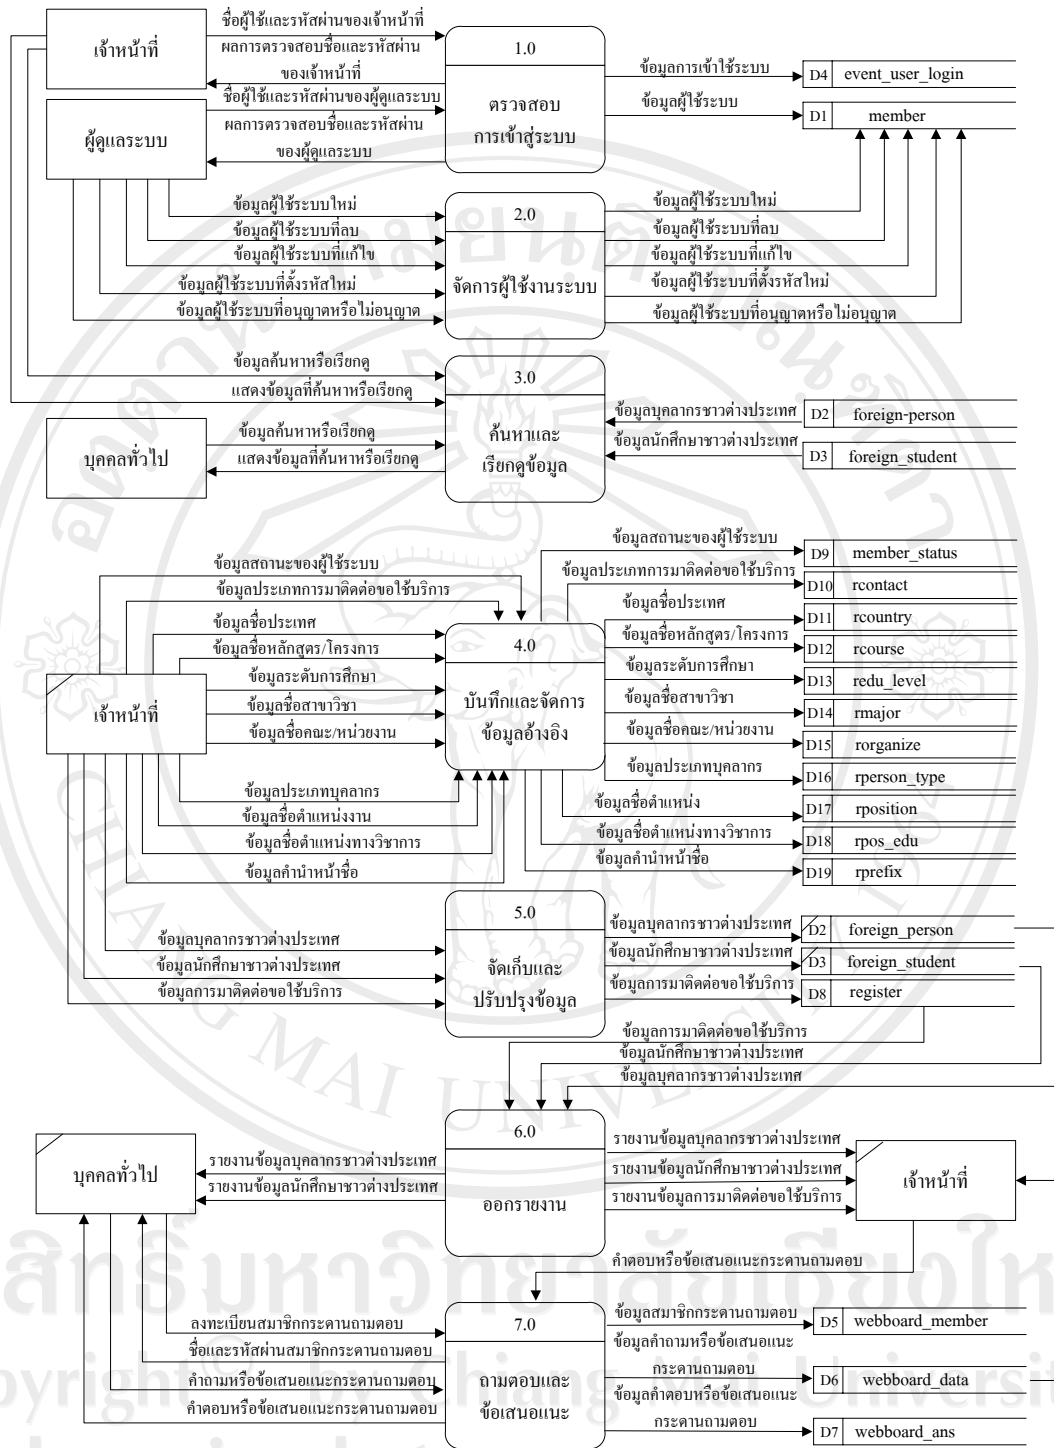 ชื่อผู้ใช้และรหัสผ่านของเจ้าหน้าที่
เจ้าหน้าที่
ผลการตรวจสอบชื่อและรหัสผ่าน
ของเจ้าหน้าที่
1.0
ตรวจสอบ
การเข้าสู่ระบบ
ข้อมูลการเข้าใช้ระบบ
D4 event_user_login
ข้อมูลผู้ใช้ระบบ
D1 member
ชื่อผู้ใช้และรหัสผ่านของผู้ดูแลระบบ
ผู้ดูแลระบบ
ผลการตรวจสอบชื่อและรหัสผ่าน
ของผู้ดูแลระบบ
ข้อมูลผู้ใช้ระบบใหม่
ข้อมูลผู้ใช้ระบบที่ลบ
ข้อมูลผู้ใช้ระบบที่แก้ไข
ข้อมูลผู้ใช้ระบบที่ตั้งรหัสใหม่
ข้อมูลผู้ใช้ระบบที่อนุญาตหรือไม่อนุญาต
2.0
จัดการผู้ใช้งานระบบ
ข้อมูลผู้ใช้ระบบใหม่
ข้อมูลผู้ใช้ระบบที่ลบ
ข้อมูลผู้ใช้ระบบที่แก้ไข
ข้อมูลผู้ใช้ระบบที่ตั้งรหัสใหม่
ข้อมูลผู้ใช้ระบบที่อนุญาตหรือไม่อนุญาต
ข้อมูลค้นหาหรือเรียกดู
แสดงข้อมูลที่ค้นหาหรือเรียกดู
บุคคลทั่วไป
ข้อมูลค้นหาหรือเรียกดู
แสดงข้อมูลที่ค้นหาหรือเรียกดู
3.0
ค้นหาและ
เรียกดูข้อมูล
ข้อมูลบุคลากรชาวต่างประเทศ
D2 foreign-person
ข้อมูลนักศึกษาชาวต่างประเทศ
D3 foreign_student
ข้อมูลสถานะของผู้ใช้ระบบ
ข้อมูลประเภทการมาติดต่อขอใช้บริการ
ข้อมูลชื่อประเทศ
ข้อมูลชื่อหลักสูตร/โครงการ
ข้อมูลระดับการศึกษา
ข้อมูลชื่อสาขาวิชา
ข้อมูลชื่อคณะ/หน่วยงาน
เจ้าหน้าที่
ข้อมูลประเภทบุคลากร
ข้อมูลชื่อตำแหน่งงาน
ข้อมูลชื่อตำแหน่งทางวิชาการ
ข้อมูลคำนำหน้าชื่อ
4.0
บันทึกและจัดการ
ข้อมูลอ้างอิง
ข้อมูลสถานะของผู้ใช้ระบบ
D9 member_status
ข้อมูลประเภทการมาติดต่อขอใช้บริการ
D10 rcontact
ข้อมูลชื่อประเทศ
D11 rcountry
ข้อมูลชื่อหลักสูตร/โครงการ
D12 rcourse
ข้อมูลระดับการศึกษา
D13 redu_level
ข้อมูลชื่อสาขาวิชา
D14 rmajor
ข้อมูลชื่อคณะ/หน่วยงาน
D15 rorganize
ข้อมูลประเภทบุคลากร
D16 rperson_type
ข้อมูลชื่อตำแหน่ง
D17 rposition
ข้อมูลชื่อตำแหน่งทางวิชาการ
D18 rpos_edu
ข้อมูลคำนำหน้าชื่อ
D19 rprefix
ข้อมูลบุคลากรชาวต่างประเทศ
ข้อมูลนักศึกษาชาวต่างประเทศ
ข้อมูลการมาติดต่อขอใช้บริการ
5.0
จัดเก็บและ
ปรับปรุงข้อมูล
ข้อมูลบุคลากรชาวต่างประเทศ
D2 foreign_person
ข้อมูลนักศึกษาชาวต่างประเทศ
D3 foreign_student
ข้อมูลการมาติดต่อขอใช้บริการ
D8 register
ข้อมูลการมาติดต่อขอใช้บริการ
ข้อมูลนักศึกษาชาวต่างประเทศ
ข้อมูลบุคลากรชาวต่างประเทศ
บุคคลทั่วไป
รายงานข้อมูลบุคลากรชาวต่างประเทศ
รายงานข้อมูลนักศึกษาชาวต่างประเทศ
6.0
ออกรายงาน
รายงานข้อมูลบุคลากรชาวต่างประเทศ
รายงานข้อมูลนักศึกษาชาวต่างประเทศ
รายงานข้อมูลการมาติดต่อขอใช้บริการ
เจ้าหน้าที่
คำตอบหรือข้อเสนอแนะกระดานถามตอบ
ลงทะเบียนสมาชิกกระดานถามตอบ
ชื่อและรหัสผ่านสมาชิกกระดานถามตอบ
คำถามหรือข้อเสนอแนะกระดานถามตอบ
คำตอบหรือข้อเสนอแนะกระดานถามตอบ
7.0
ถามตอบและ
ข้อเสนอแนะ
ข้อมูลสมาชิกกระดานถามตอบ
D5 webboard_member
ข้อมูลคำถามหรือข้อเสนอแนะ
กระดานถามตอบ
D6 webboard_data
ข้อมูลคำตอบหรือข้อเสนอแนะ
กระดานถามตอบ
D7 webboard_ans
CHIANG MAI UNIVERSITY 1964